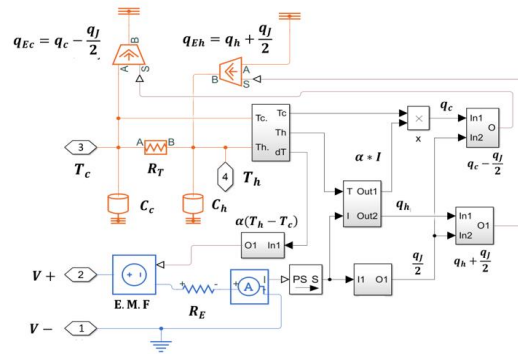 B
q_Ec = q_c − q_J/2
A
S
q_Eh = q_h + q_J/2
B
A
S
Tc.
Tc
Th
Th.
dT
x
x
q_c
In1
In2
O
q_c − q_J/2
3
T_c
A
B
R_T
4
T_h
α * I
T Out1
I Out2
q_h.
In1
In2
O1
q_h + q_J/2
C_c
C_h
α(T_h − T_c)
O1 In1
q_J/2
V+
2
E. M. F
+
-
R_E
+
A
I
-
PS S
I1 O1
V−
1